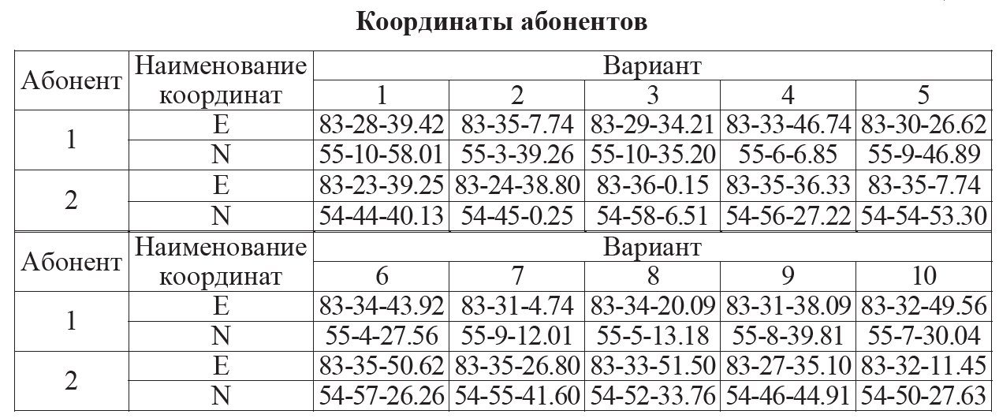 Координаты абонентов
Абонент Наименование координат Вариант
1 2 3 4 5
1 E 83-28-39.42 83-35-7.74 83-29-34.21 83-33-46.74 83-30-26.62
N 55-10-58.01 55-3-39.26 55-10-35.20 55-6-6.85 55-9-46.89
2 E 83-23-39.25 83-24-38.80 83-36-0.15 83-35-36.33 83-35-7.74
N 54-44-40.13 54-45-0.25 54-58-6.51 54-56-27.22 54-54-53.30
Абонент Наименование координат Вариант
6 7 8 9 10
1 E 83-34-43.92 83-31-4.74 83-34-20.09 83-31-38.09 83-32-49.56
N 55-4-27.56 55-9-12.01 55-5-13.18 55-8-39.81 55-7-30.04
2 E 83-35-50.62 83-35-26.80 83-33-51.50 83-27-35.10 83-32-11.45
N 54-57-26.26 54-55-41.60 54-52-33.76 54-46-44.91 54-50-27.63